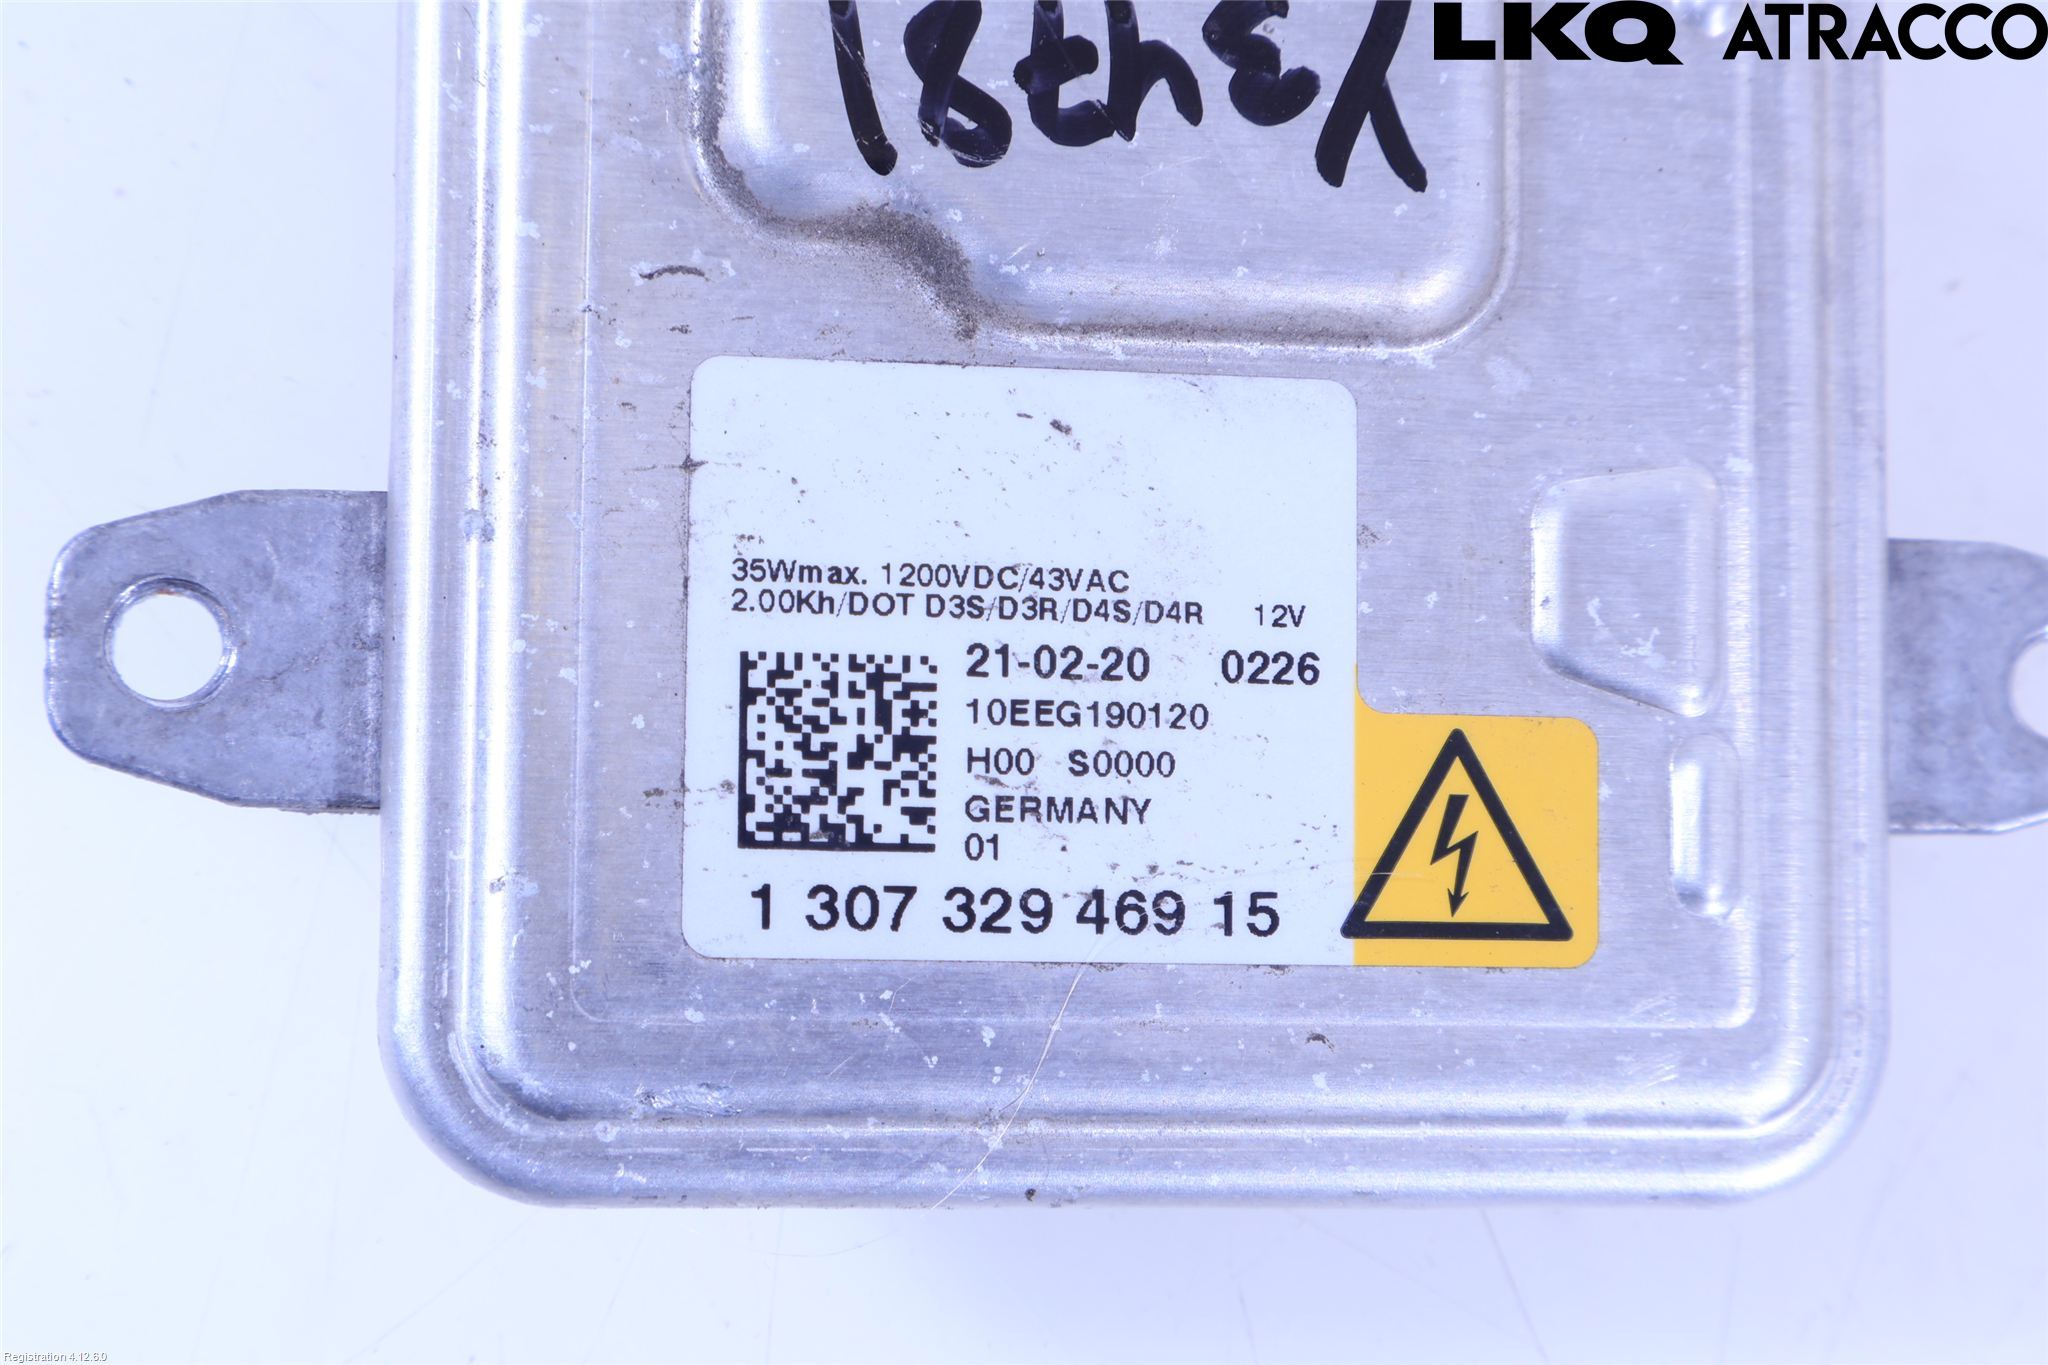 LKQ ATRACCO
35Wmax. 1200VDC/43VAC
2.00Kh/DOT D3S/D3R/D4S/D4R 12V
21-02-20 0226
10EEG190120
H00 S0000
GERMANY
01
1 307 329 469 15
Registration 4.12.6.0